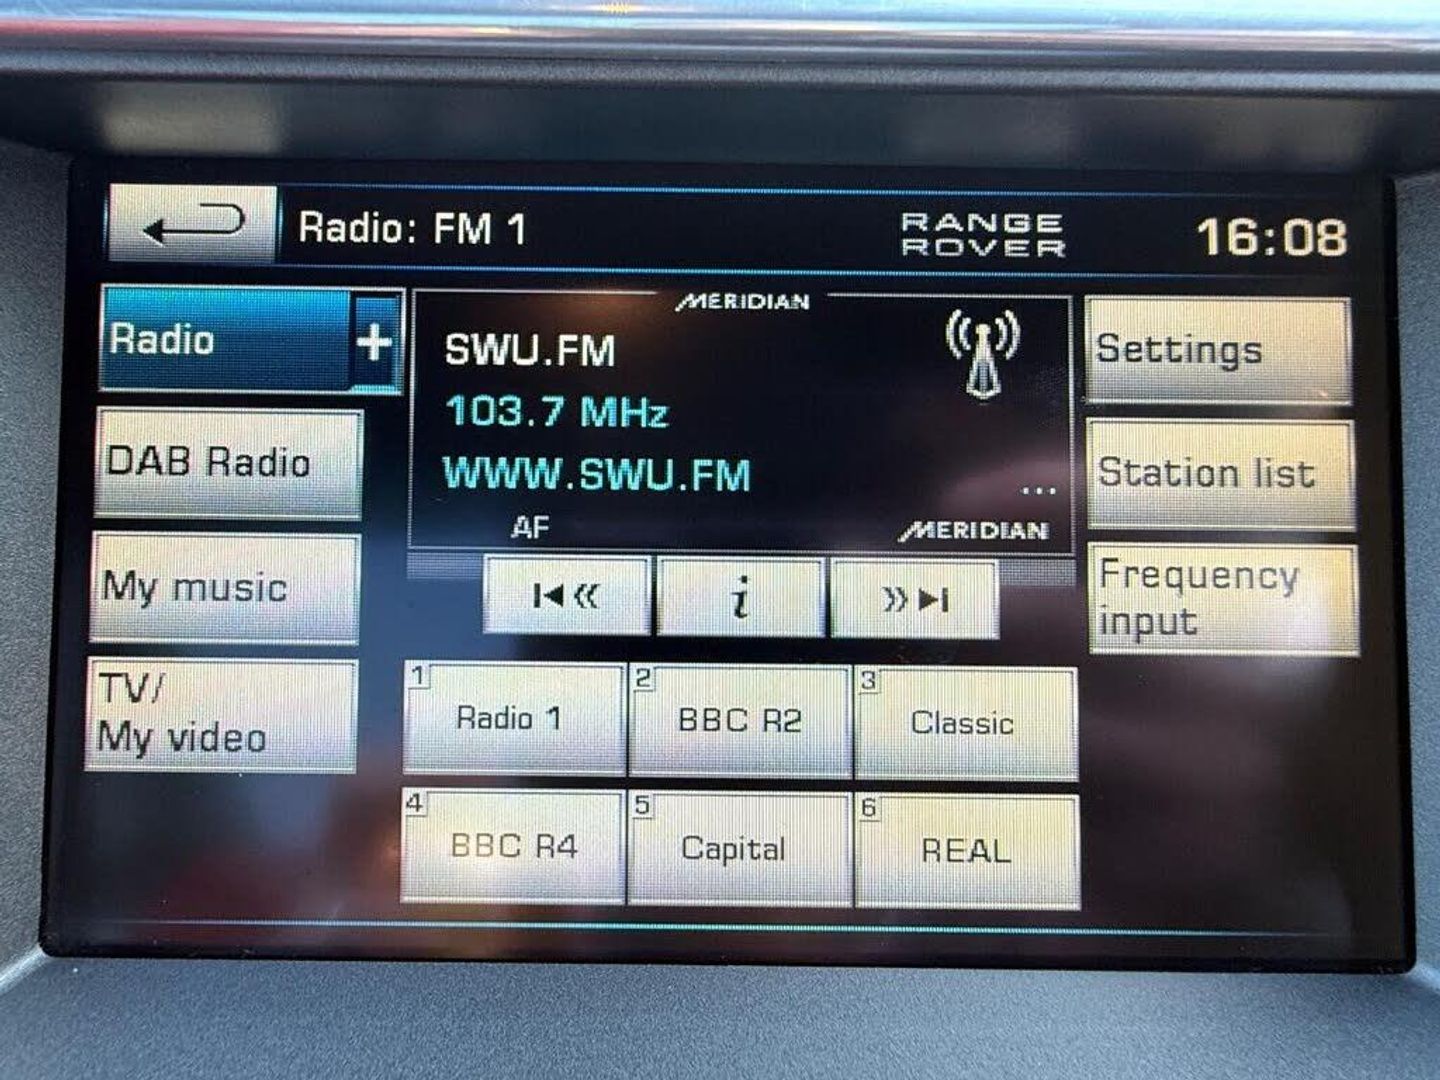 Radio: FM 1
RANGE
ROVER
16:08
Radio
+
DAB Radio
My music
TV/
My video
MERIDIAN
SWU.FM
103.7 MHz
WWW.SWU.FM
...
AF
MERIDIAN
i
Settings
Station list
Frequency
input
1
Radio 1
2
BBC R2
3
Classic
4
BBC R4
5
Capital
6
REAL